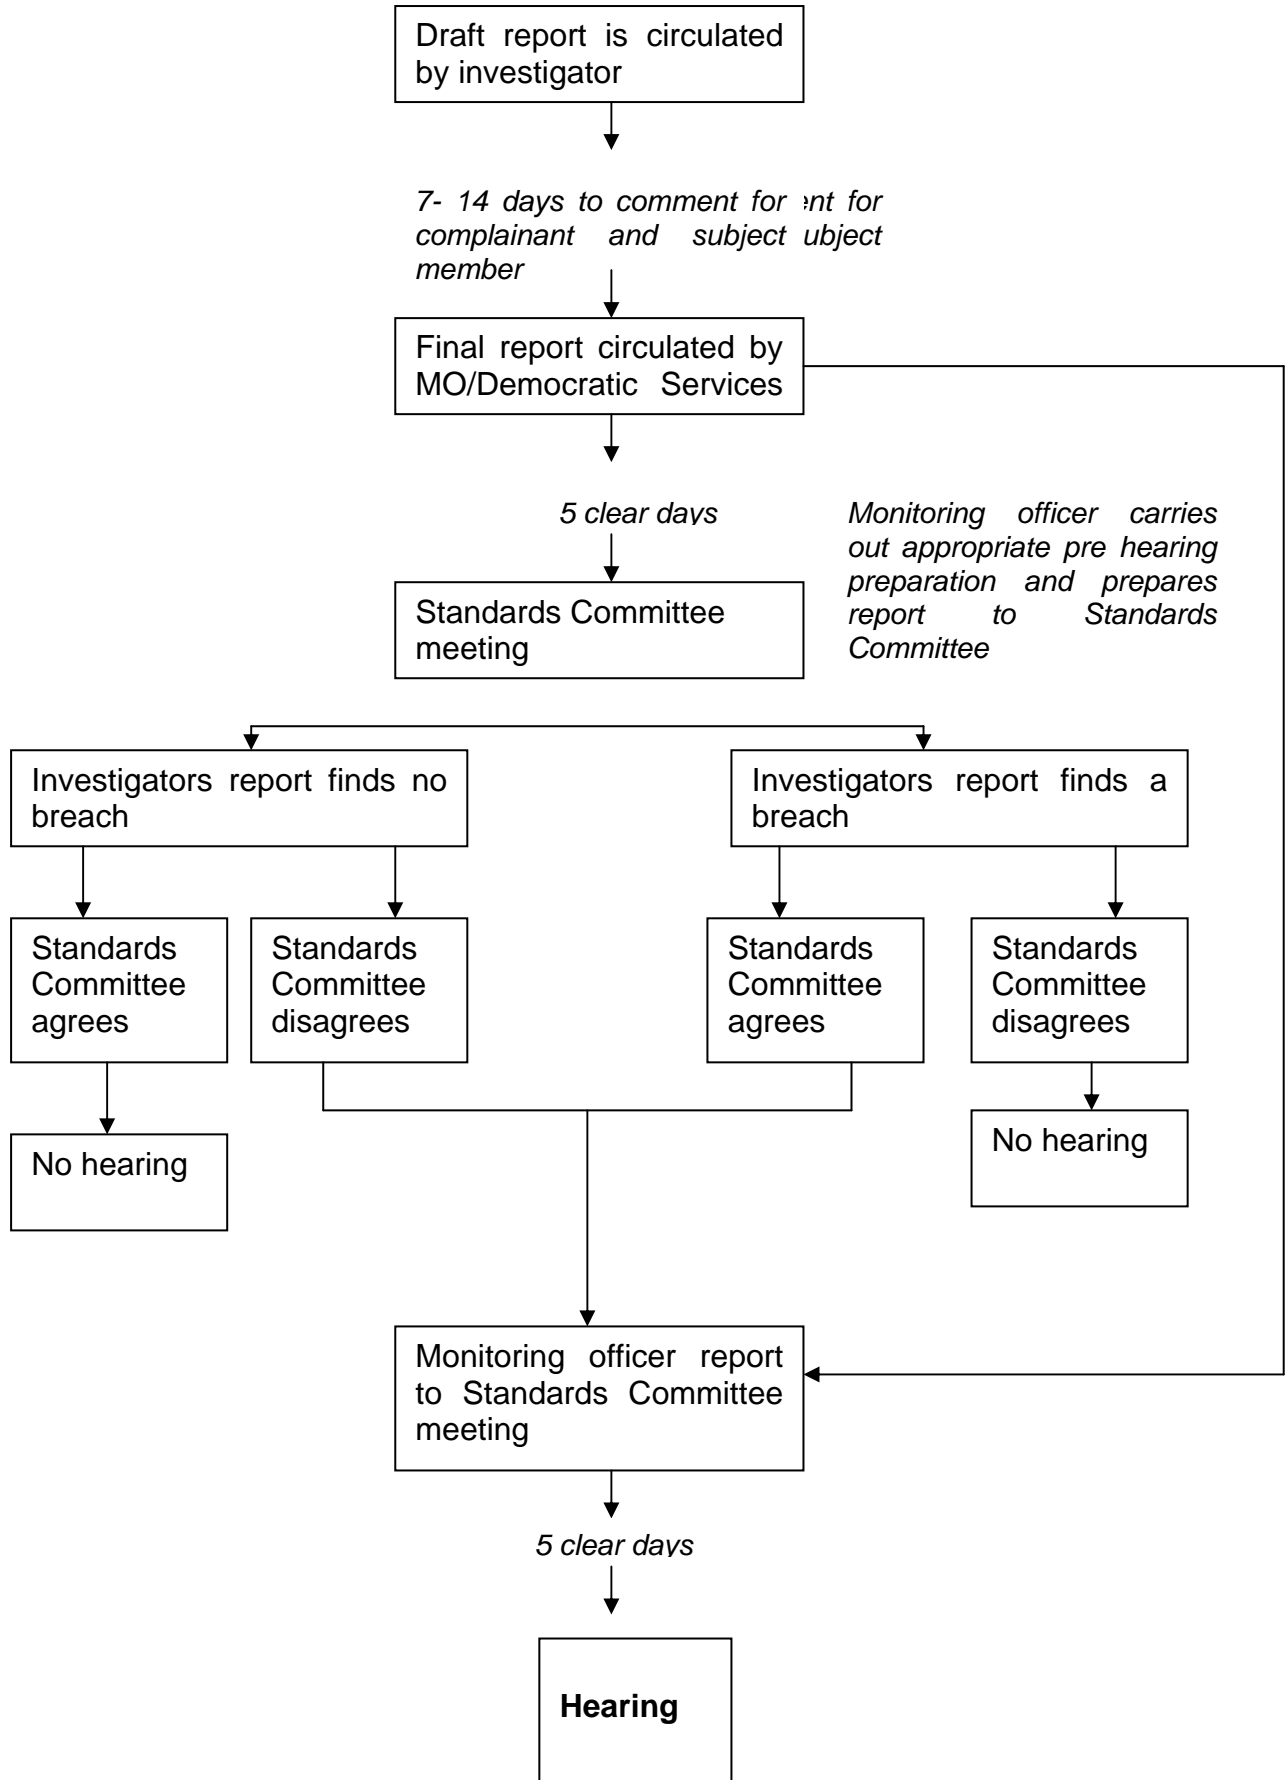 Draft report is circulated
by investigator
7- 14 days to comment for ent for
complainant and subject ubject
member
Final report circulated by
MO/Democratic Services
5 clear days
Monitoring officer carries
out appropriate pre hearing
preparation and prepares
report to Standards
Committee
Standards Committee
meeting
Investigators report finds no
breach
Investigators report finds a
breach
Standards
Committee
agrees
Standards
Committee
disagrees
Standards
Committee
agrees
Standards
Committee
disagrees
No hearing
No hearing
Monitoring officer report
to Standards Committee
meeting
5 clear days
Hearing